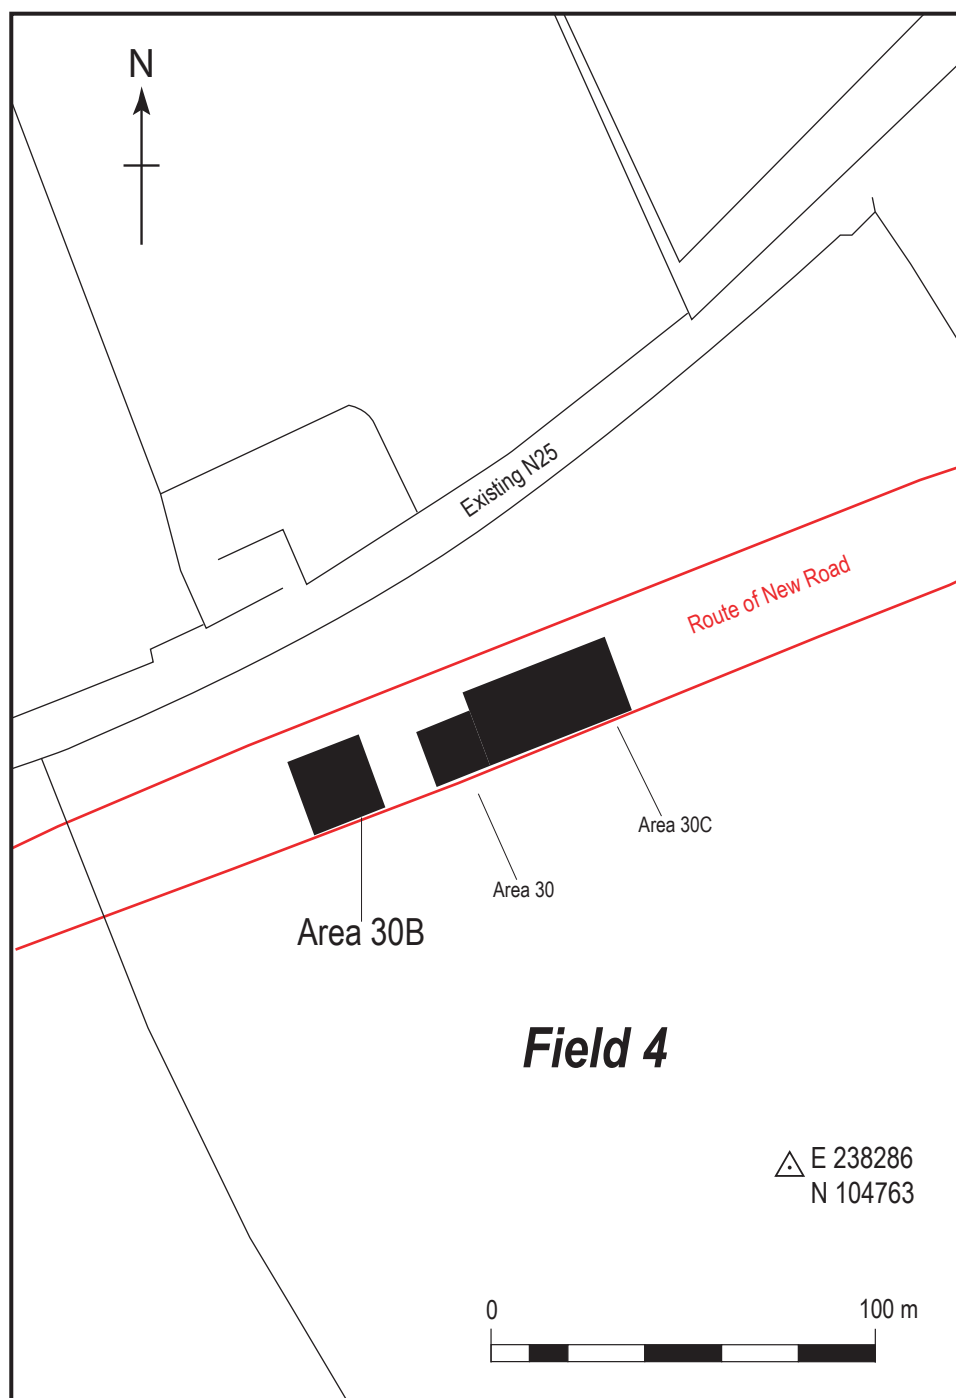 N
Existing N25
Route of New Road
Area 30C
Area 30
Area 30B
Field 4
E 238286
N 104763
0 100 m